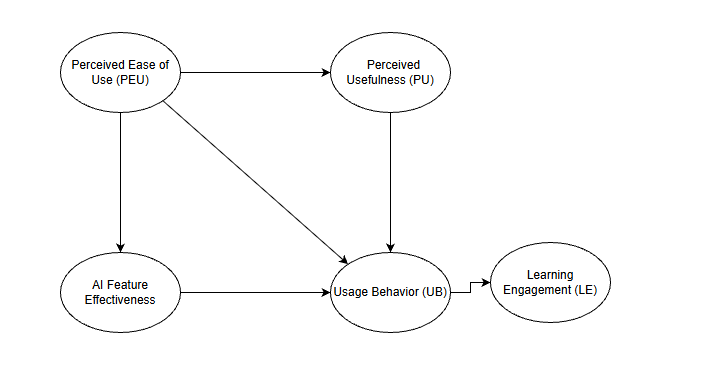 Perceived Ease of
Use (PEU)
Perceived
Usefulness (PU)
AI Feature
Effectiveness
Usage Behavior (UB)
Learning
Engagement (LE)